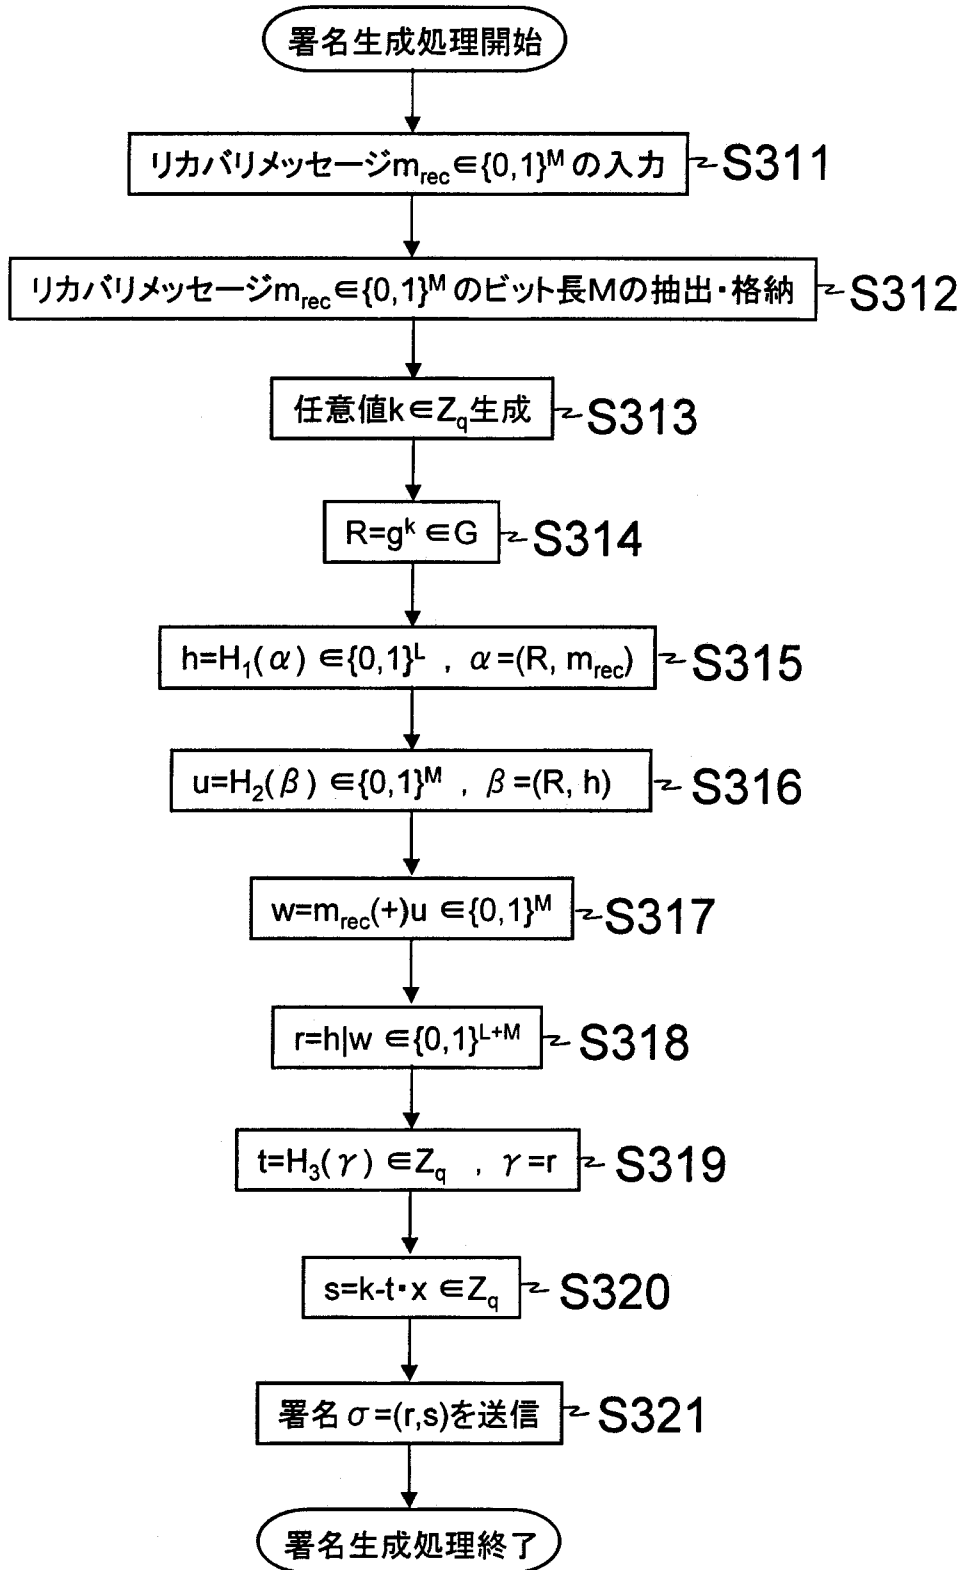 署名生成処理開始
リカバリメッセージm_rec∈{0,1}^M の入力 S311
リカバリメッセージm_rec∈{0,1}^M のビット長Mの抽出・格納 S312
任意値k∈Z_q生成 S313
R=g^k ∈G S314
h=H_1(α) ∈{0,1}^L , α=(R, m_rec) S315
u=H_2(β) ∈{0,1}^M , β=(R, h) S316
w=m_rec(+)u ∈{0,1}^M S317
r=h|w ∈{0,1}^L+M S318
t=H_3(γ) ∈Z_q , γ=r S319
s=k-t・x ∈Z_q S320
署名σ=(r,s)を送信 S321
署名生成処理終了